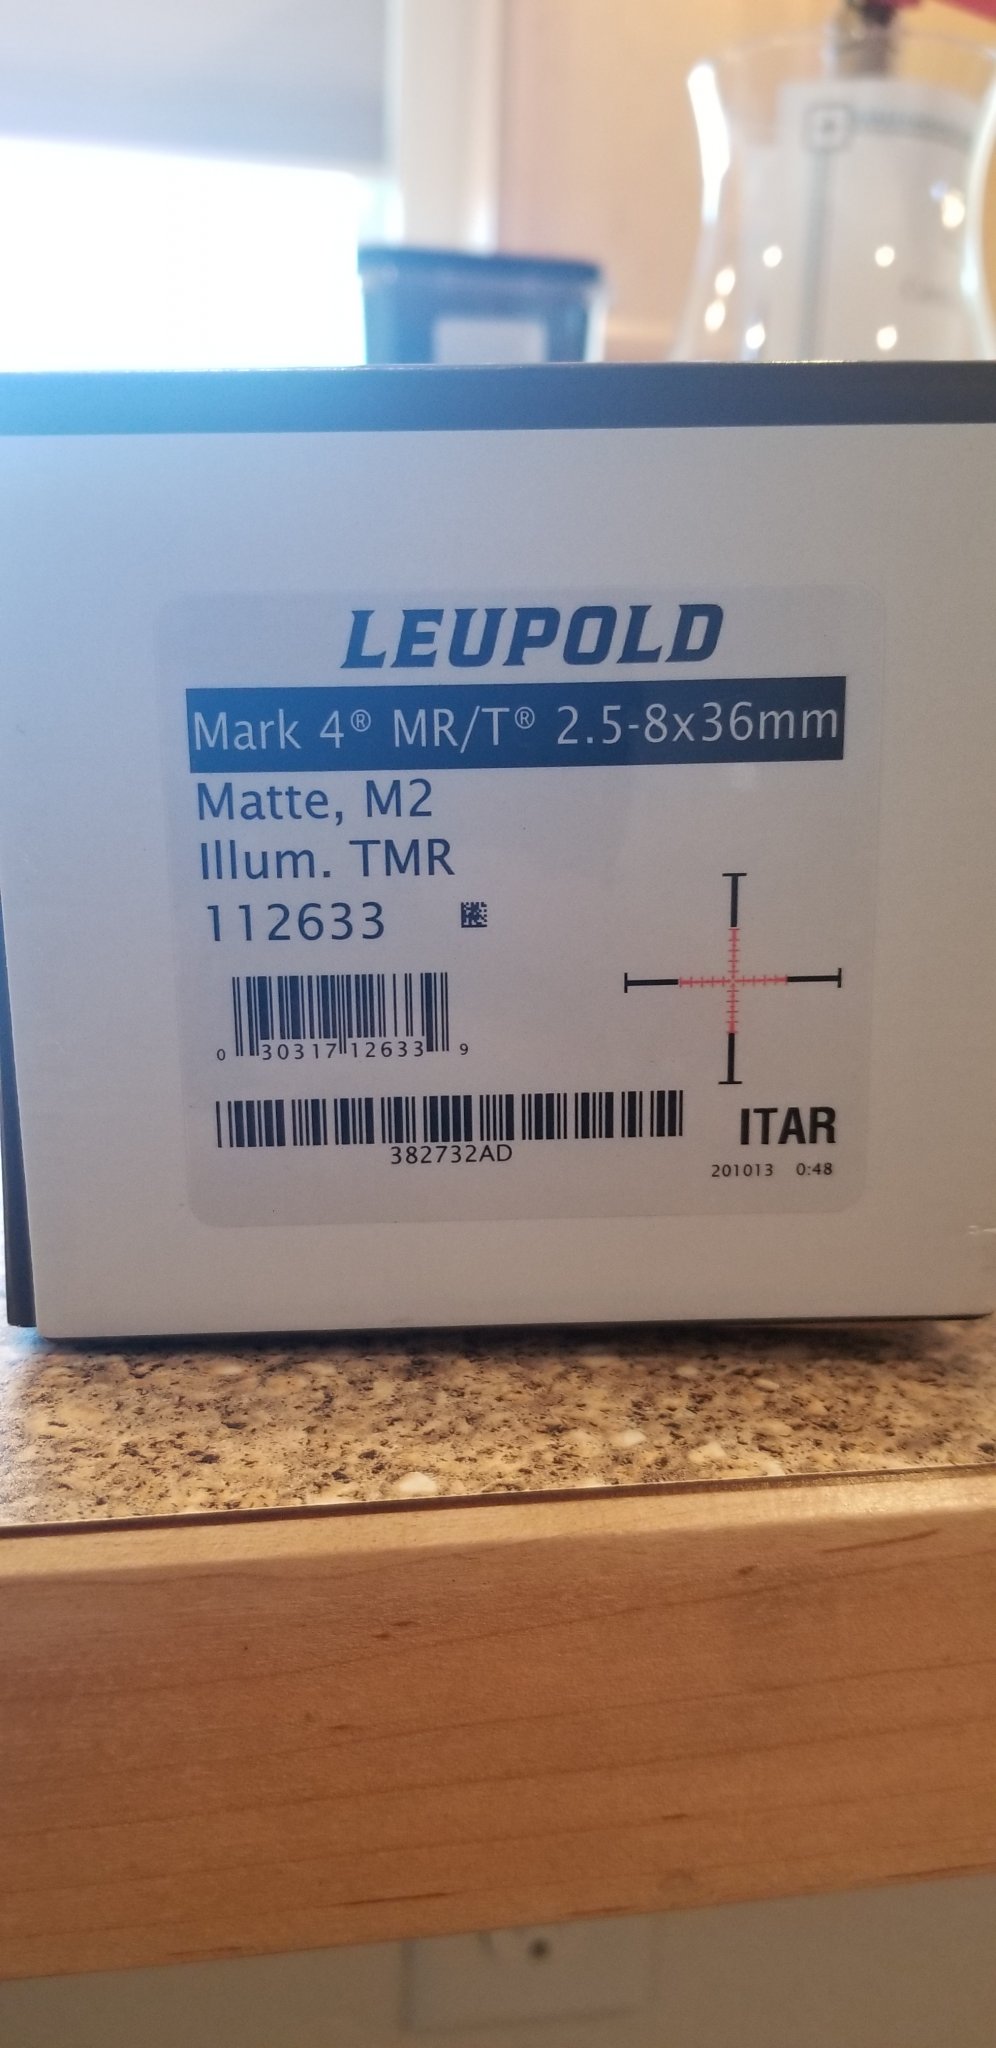 LEUPOLD
Mark 4® MR/T® 2.5-8x36mm
Matte, M2
Illum. TMR
112633
0 30317 12633 9
382732AD
ITAR
201013 0:48